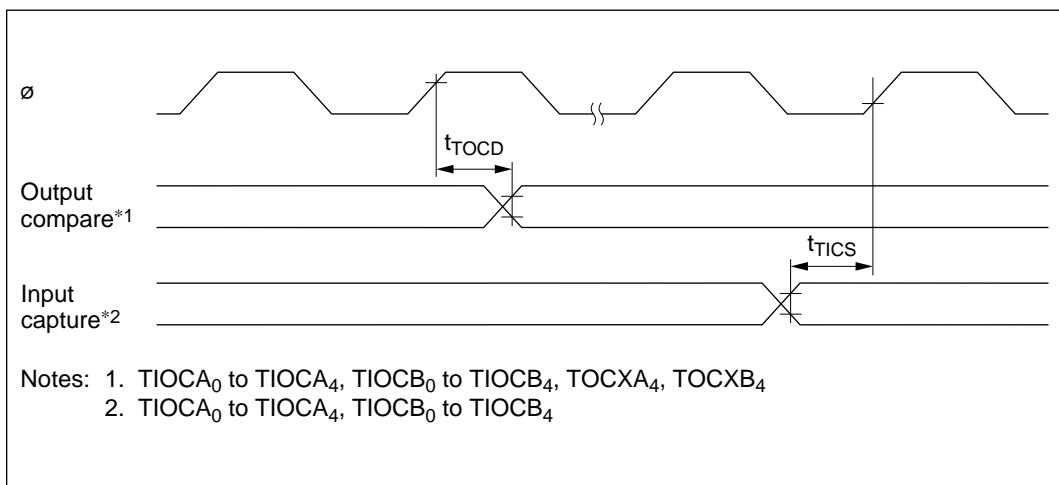 ø
tTOCD
Output
compare*1
tTICS
Input
capture*2
Notes: 1. TIOCA0 to TIOCA4, TIOCB0 to TIOCB4, TOCXA4, TOCXB4
2. TIOCA0 to TIOCA4, TIOCB0 to TIOCB4